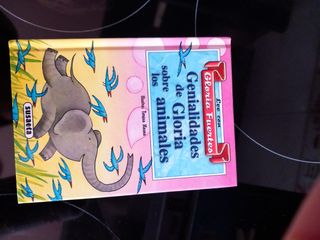 Lee con
Gloria Fuertes
Genialidades
de Gloria
sobre
los animales
susaeta